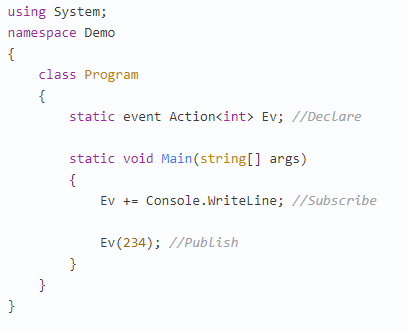 using System;
namespace Demo
{
    class Program
    {
        static event Action<int> Ev; //Declare

        static void Main(string[] args)
        {
            Ev += Console.WriteLine; //Subscribe

            Ev(234); //Publish
        }
    }
}